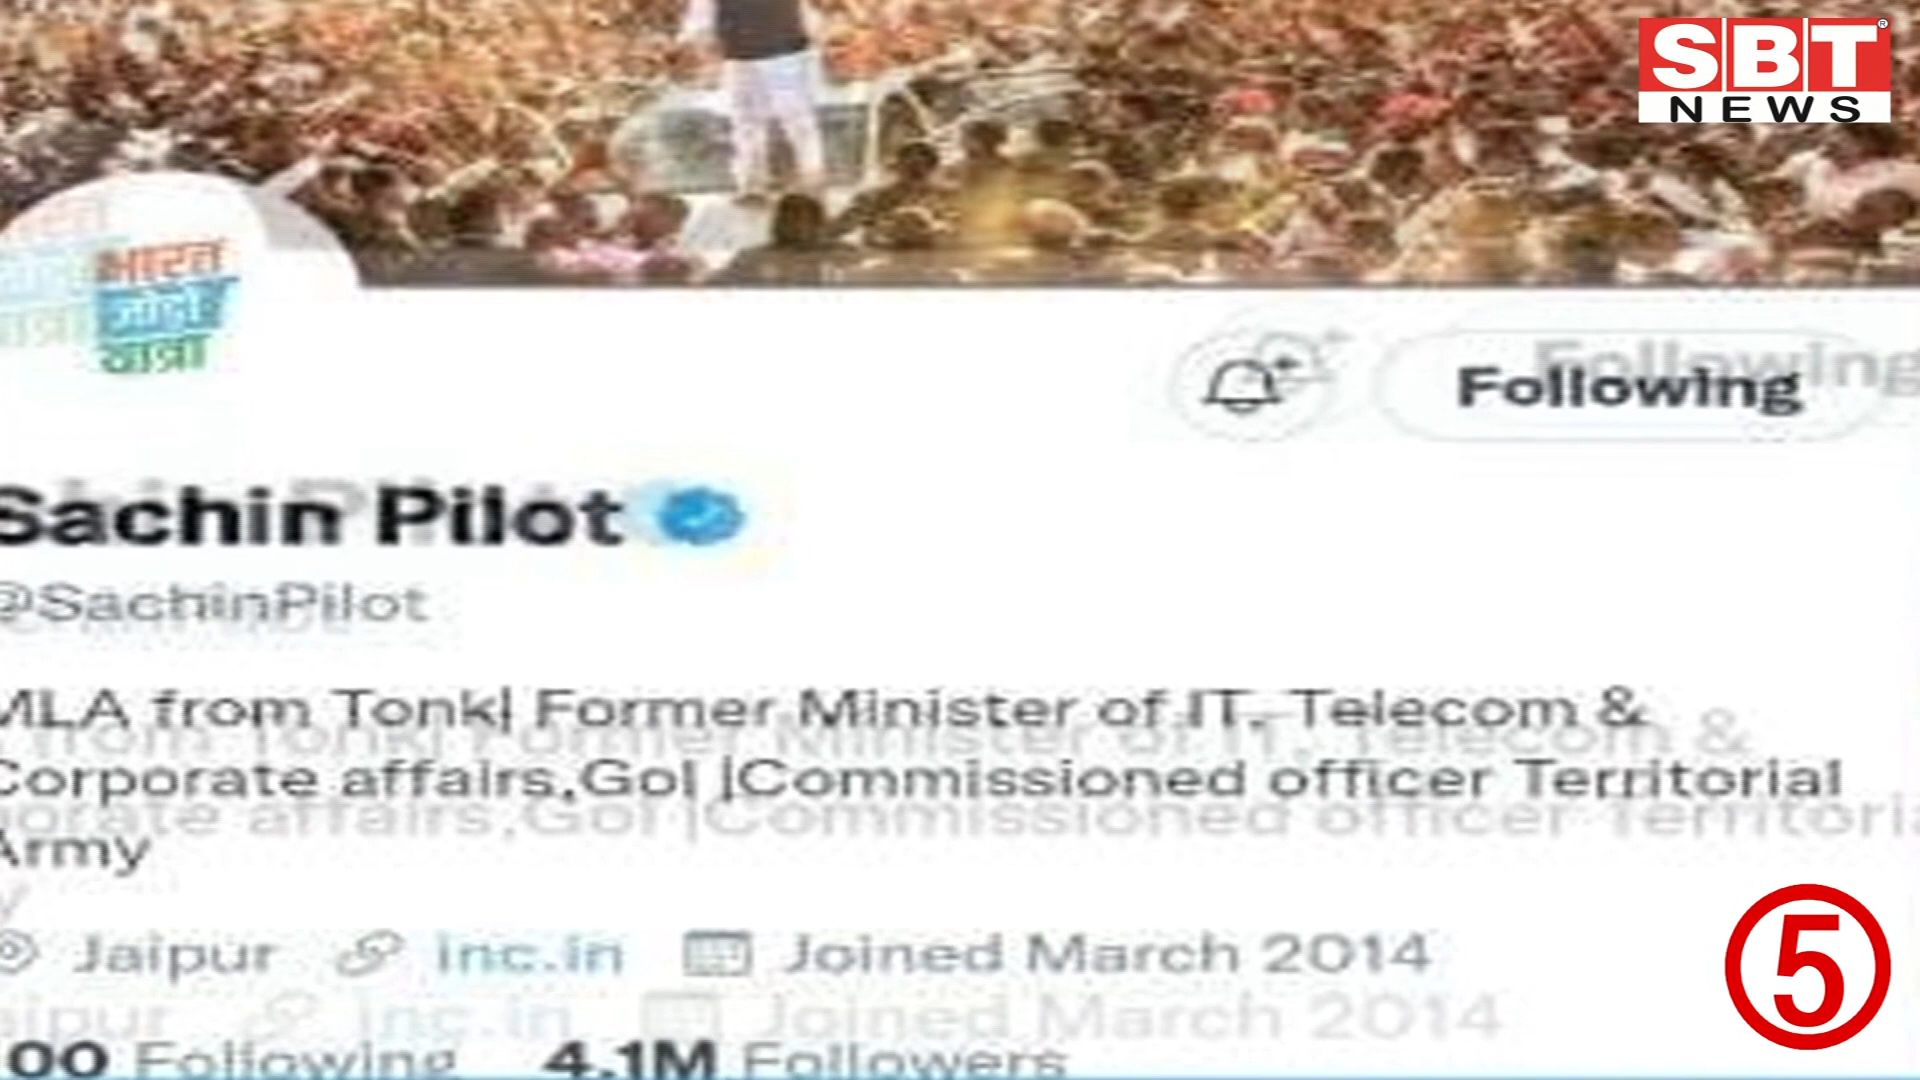 SBT
NEWS
भारत
जोड़ो
यात्रा
Following
Sachin Pilot
@SachinPilot
MLA from Tonk| Former Minister of IT, Telecom &
Corporate affairs,GoI |Commissioned officer Territorial
Army
Jaipur inc.in Joined March 2014
00 Following 4.1M Followers
5